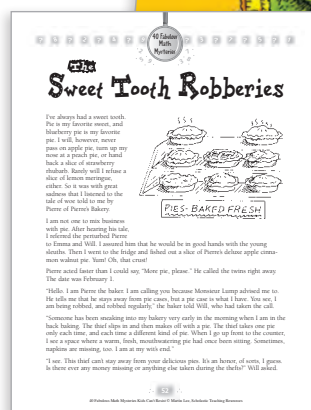 40 Fabulous
Math
Mysteries
The
Sweet Tooth Robberies
I've always had a sweet tooth.
Pie is my favorite sweet, and
blueberry pie is my favorite
pie. I will, however, never
pass on apple pie, turn up my
nose at a peach pie, or hand
back a slice of strawberry
rhubarb. Rarely will I refuse a
slice of lemon meringue,
either. So it was with great
sadness that I listened to the
tale of woe told to me by
Pierre of Pierre's Bakery.
PIES-BAKED FRESH
I am not one to mix business
with pie. After hearing his tale,
I referred the perturbed Pierre
to Emma and Will. I assured him that he would be in good hands with the young
sleuths. Then I went to the fridge and fished out a slice of Pierre's deluxe apple cinna-
mon walnut pie. Yum! Oh, that crust!
Pierre acted faster than I could say, "More pie, please." He called the twins right away.
The date was February 1.
"Hello. I am Pierre the baker. I am calling you because Monsieur Lump advised me to.
He tells me that he stays away from pie cases, but a pie case is what I have. You see, I
am being robbed, and robbed regularly," the baker told Will, who had taken the call.
"Someone has been sneaking into my bakery very early in the morning when I am in the
back baking. The thief slips in and then makes off with a pie. The thief takes one pie
only each time, and each time a different kind of pie. When I go up front to the counter,
I see a space where a warm, fresh, mouthwatering pie had once been sitting. Sometimes,
napkins are missing, too. I am at my wits end."
"I see. This thief can't stay away from your delicious pies. It's an honor, of sorts, I guess.
Is there ever any money missing or anything else taken during the thefts?" Will asked.
52
40 Fabulous Math Mysteries Kids Can't Resist © Martin Lee, Scholastic Teaching Resources